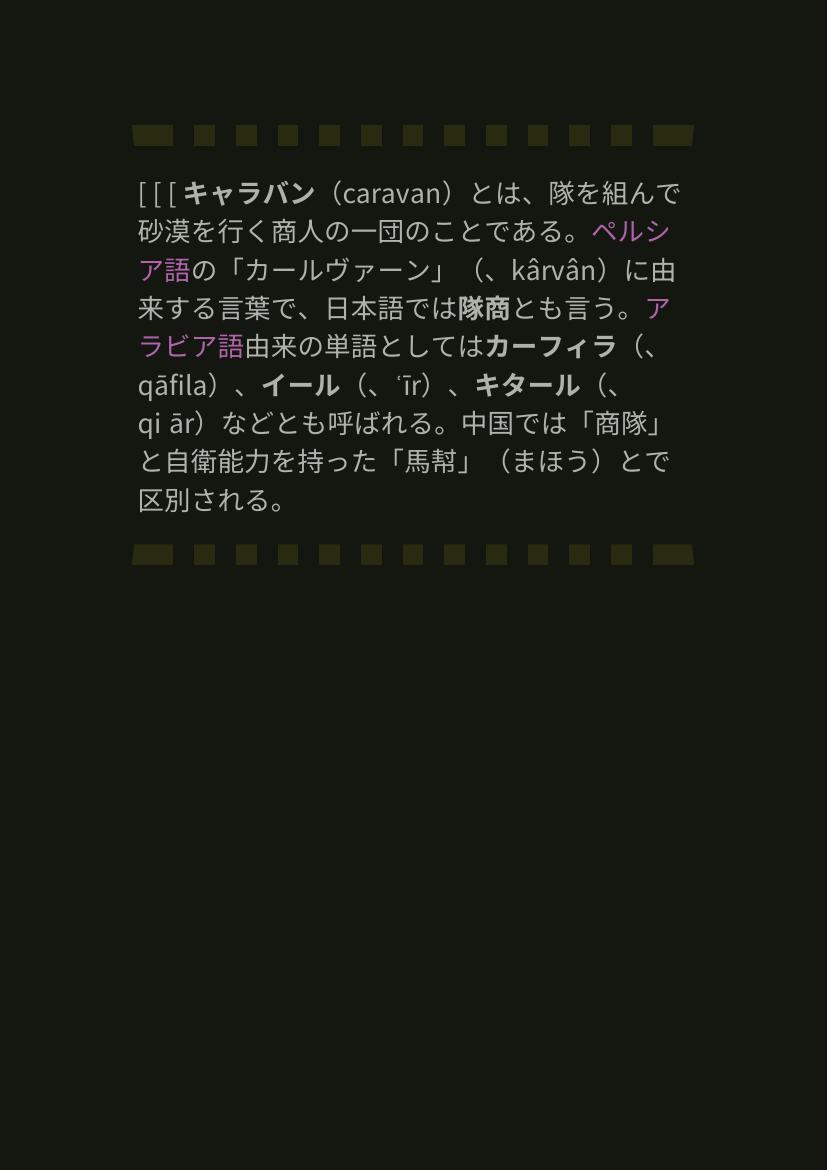 [ [ [ キャラバン（caravan）とは、隊を組んで
砂漠を行く商人の一団のことである。ペルシ
ア語の「カールヴァーン」（、kârvân）に由
来する言葉で、日本語では隊商とも言う。ア
ラビア語由来の単語としてはカーフィラ（、
qāfila）、イール（、ʿīr）、キタール（、
qi ār）などとも呼ばれる。中国では「商隊」
と自衛能力を持った「馬幇」（まほう）とで
区別される。